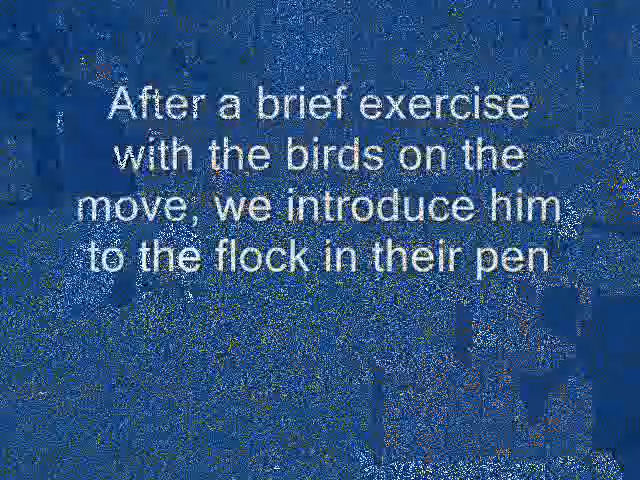 After a brief exercise
with the birds on the
move, we introduce him
to the flock in their pen